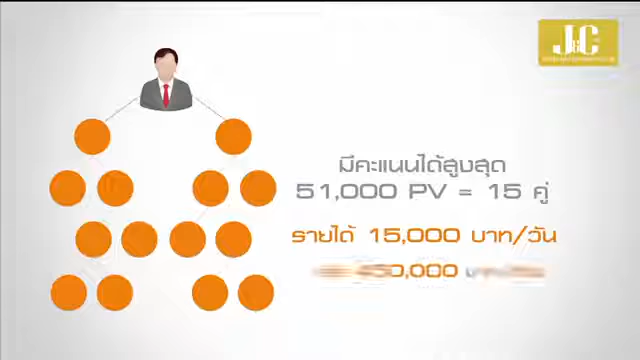 J&C
มีคะแนนได้สูงสุด
51,000 PV = 15 คู่
รายได้ 15,000 บาท/วัน
450,000